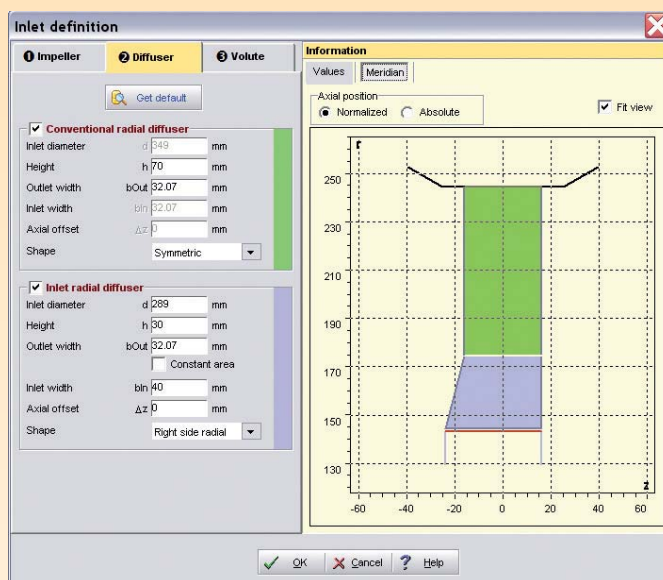 Inlet definition
❶ Impeller ❷ Diffuser ❸ Volute
Get default
Conventional radial diffuser
Inlet diameter d 349 mm
Height h 70 mm
Outlet width bOut 32.07 mm
Inlet width bIn 32.07 mm
Axial offset Δz 0 mm
Shape Symmetric
Inlet radial diffuser
Inlet diameter d 289 mm
Height h 30 mm
Outlet width bOut 32.07 mm
Constant area
Inlet width bIn 40 mm
Axial offset Δz 0 mm
Shape Right side radial
Information
Values Meridian
Axial position
Normalized Absolute
Fit view
r
250
230
210
190
170
150
130
z
-60 -40 -20 0 20 40 60
OK Cancel ? Help